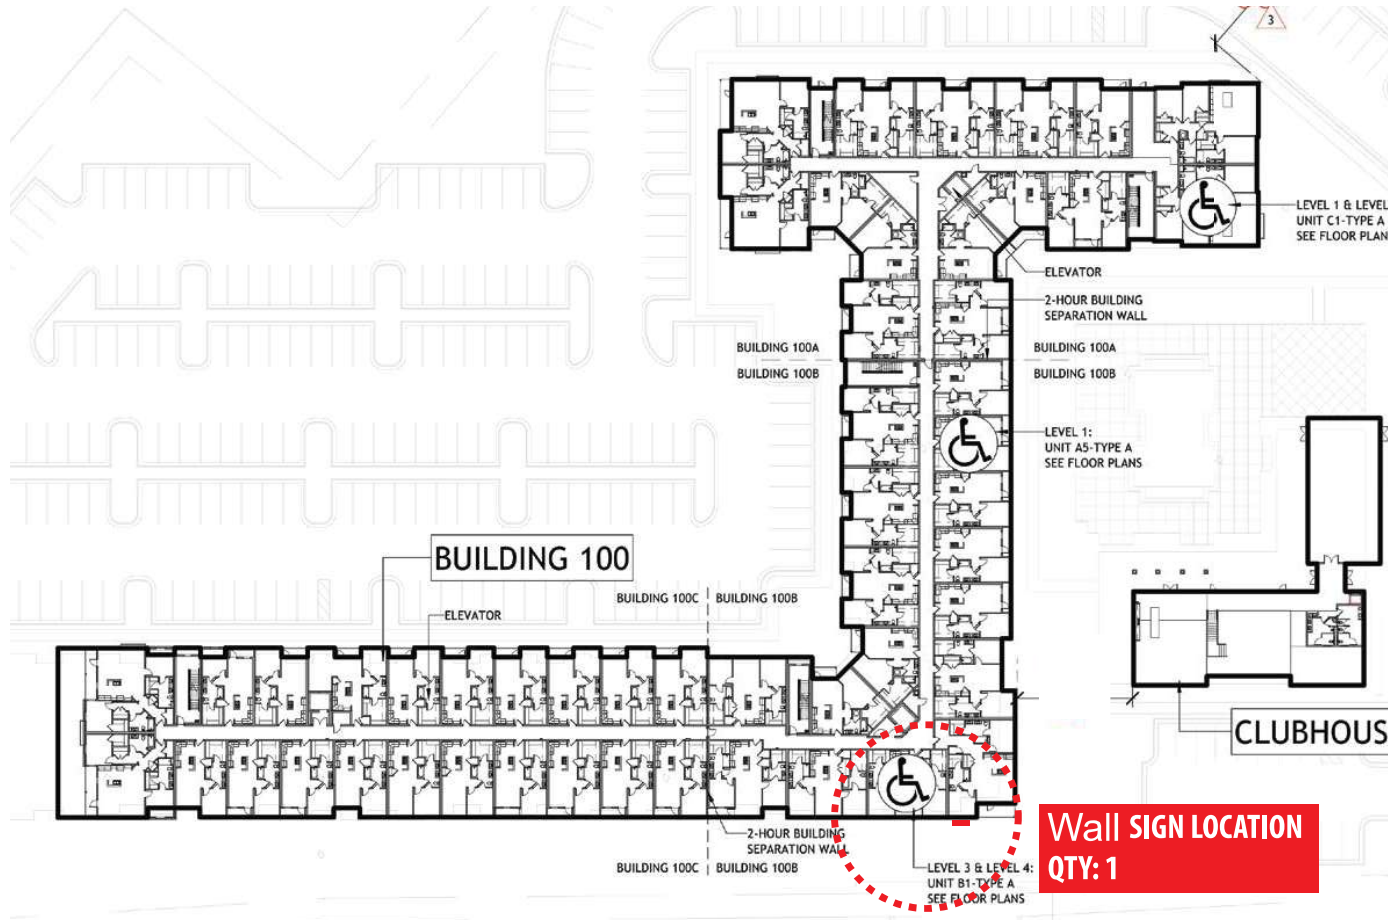 3
LEVEL 1 & LEVEL
UNIT C1-TYPE A
SEE FLOOR PLAN
ELEVATOR
2-HOUR BUILDING
SEPARATION WALL
BUILDING 100A
BUILDING 100A
BUILDING 100B
BUILDING 100B
LEVEL 1:
UNIT A5-TYPE A
SEE FLOOR PLANS
BUILDING 100
BUILDING 100C
BUILDING 100B
ELEVATOR
CLUBHOUS
Wall SIGN LOCATION
QTY: 1
2-HOUR BUILDING
SEPARATION WALL
BUILDING 100C
BUILDING 100B
LEVEL 3 & LEVEL 4:
UNIT B1-TYPE A
SEE FLOOR PLANS